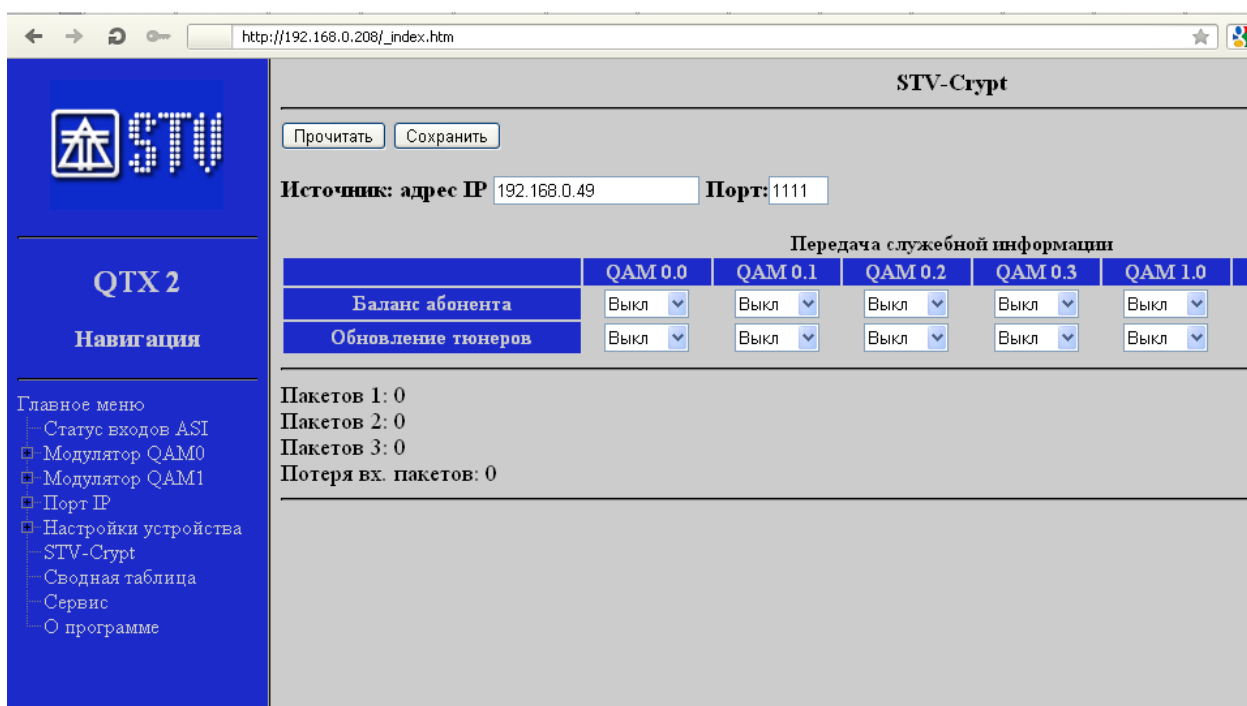 http://192.168.0.208/_index.htm
STV
QTX 2
Навигация
Главное меню
Статус входов ASI
Модулятор QAM0
Модулятор QAM1
Порт IP
Настройки устройства
STV-Crypt
Сводная таблица
Сервис
О программе
STV-Crypt
Прочитать Сохранить
Источник: адрес IP 192.168.0.49 Порт: 1111
Передача служебной информации
QAM 0.0 QAM 0.1 QAM 0.2 QAM 0.3 QAM 1.0
Баланс абонента Выкл Выкл Выкл Выкл Выкл
Обновление тюнеров Выкл Выкл Выкл Выкл Выкл
Пакетов 1: 0
Пакетов 2: 0
Пакетов 3: 0
Потеря вх. пакетов: 0